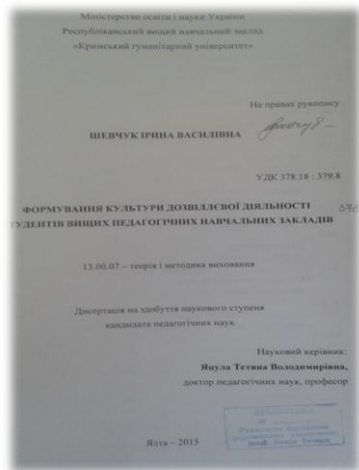 Міністерство освіти і науки України
Республіканський вищий навчальний заклад
«Кримський гуманітарний університет»
На правах рукопису
ШЕВЧУК ІРИНА ВАСИЛІВНА
УДК 378.18 : 379.8
ФОРМУВАННЯ КУЛЬТУРИ ДОЗВІЛЛЄВОЇ ДІЯЛЬНОСТІ
ТУДЕНТІВ ВИЩИХ ПЕДАГОГІЧНИХ НАВЧАЛЬНИХ ЗАКЛАДІВ
13.00.07 – теорія і методика виховання
Дисертація на здобуття наукового ступеня
кандидата педагогічних наук
Науковий керівник:
Яцула Тетяна Володимирівна,
доктор педагогічних наук, професор
Ялта – 2015